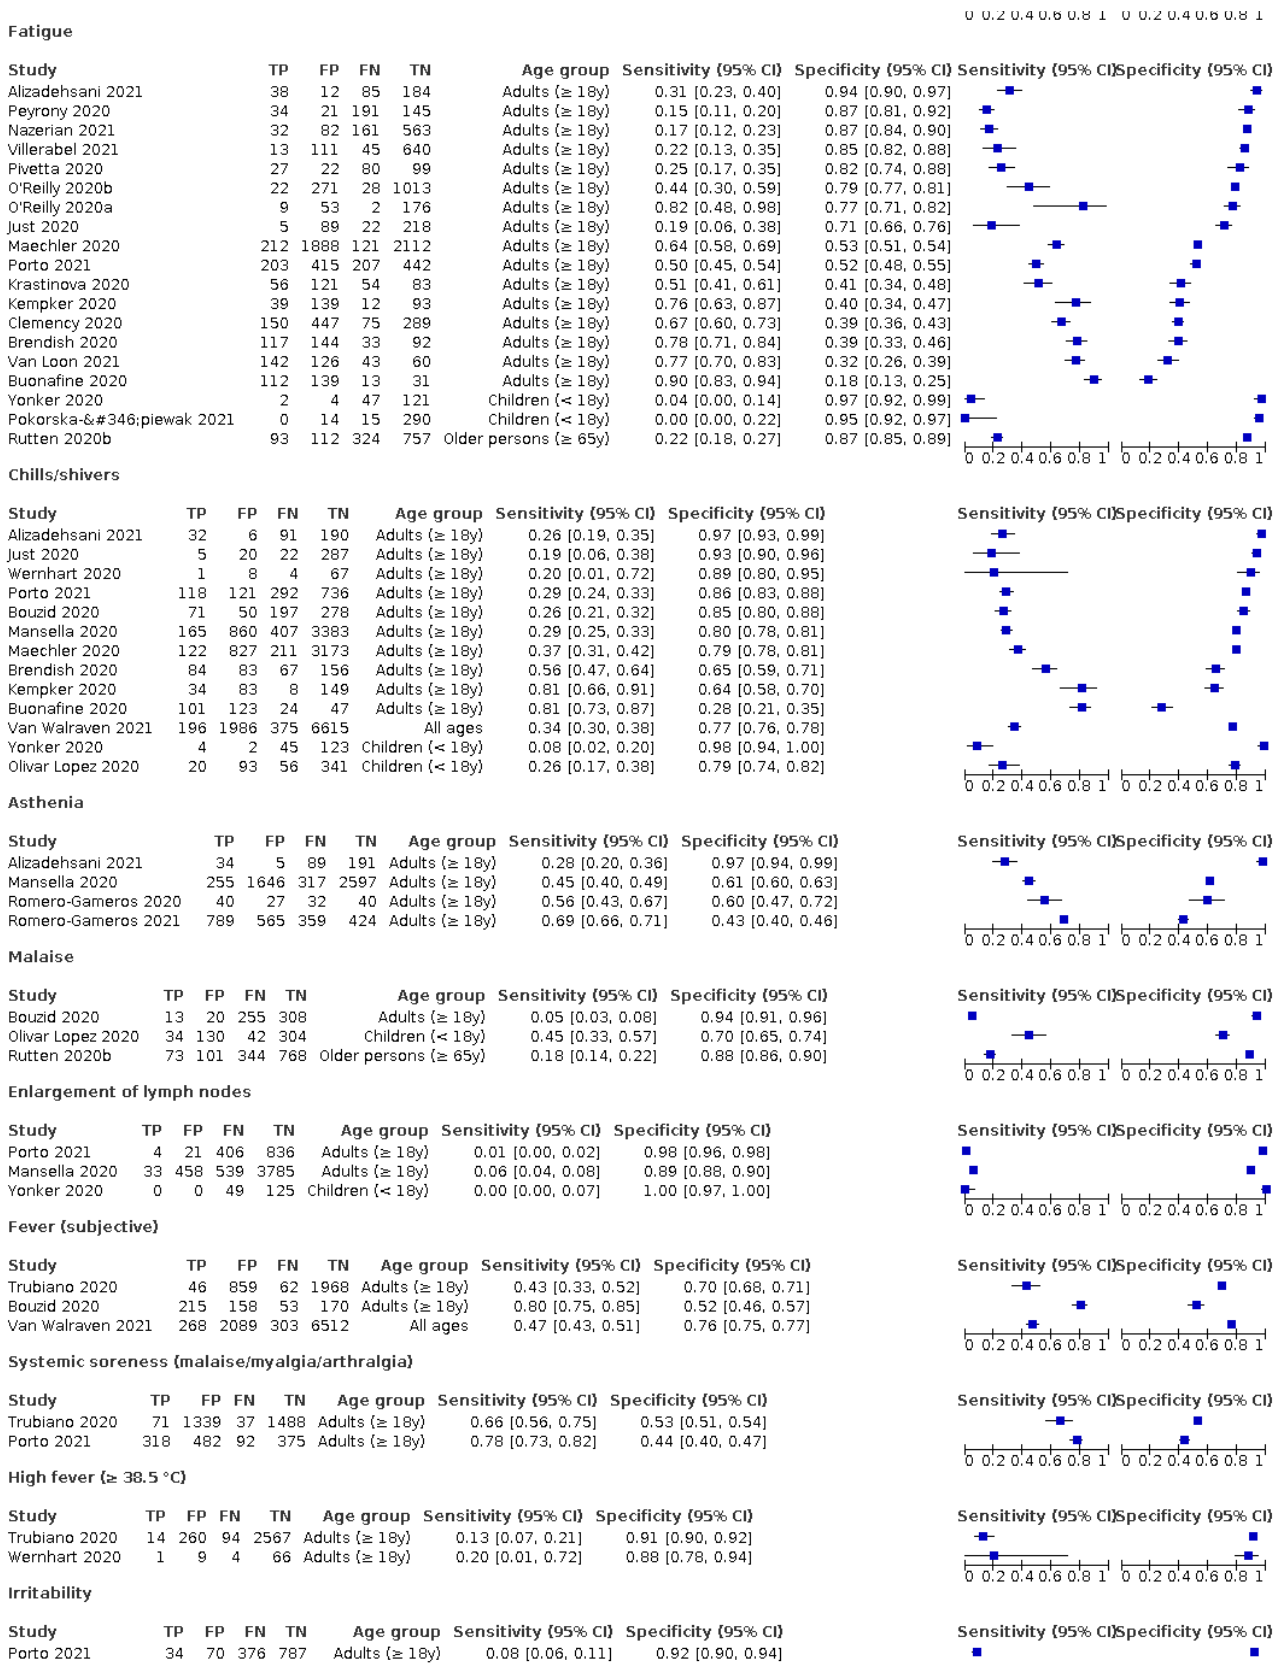 0 0.2 0.4 0.6 0.8 1 0 0.2 0.4 0.6 0.8 1
Fatigue
Study TP FP FN TN Age group Sensitivity (95% CI) Specificity (95% CI) Sensitivity (95% CI)Specificity (95% CI)
Alizadehsani 2021 38 12 85 184 Adults (≥ 18y) 0.31 [0.23, 0.40] 0.94 [0.90, 0.97]
Peyrony 2020 34 21 191 145 Adults (≥ 18y) 0.15 [0.11, 0.20] 0.87 [0.81, 0.92]
Nazerian 2021 32 82 161 563 Adults (≥ 18y) 0.17 [0.12, 0.23] 0.87 [0.84, 0.90]
Villerabel 2021 13 111 45 640 Adults (≥ 18y) 0.22 [0.13, 0.35] 0.85 [0.82, 0.88]
Pivetta 2020 27 22 80 99 Adults (≥ 18y) 0.25 [0.17, 0.35] 0.82 [0.74, 0.88]
O'Reilly 2020b 22 271 28 1013 Adults (≥ 18y) 0.44 [0.30, 0.59] 0.79 [0.77, 0.81]
O'Reilly 2020a 9 53 2 176 Adults (≥ 18y) 0.82 [0.48, 0.98] 0.77 [0.71, 0.82]
Just 2020 5 89 22 218 Adults (≥ 18y) 0.19 [0.06, 0.38] 0.71 [0.66, 0.76]
Maechler 2020 212 1888 121 2112 Adults (≥ 18y) 0.64 [0.58, 0.69] 0.53 [0.51, 0.54]
Porto 2021 203 415 207 442 Adults (≥ 18y) 0.50 [0.45, 0.54] 0.52 [0.48, 0.55]
Krastinova 2020 56 121 54 83 Adults (≥ 18y) 0.51 [0.41, 0.61] 0.41 [0.34, 0.48]
Kempker 2020 39 139 12 93 Adults (≥ 18y) 0.76 [0.63, 0.87] 0.40 [0.34, 0.47]
Clemency 2020 150 447 75 289 Adults (≥ 18y) 0.67 [0.60, 0.73] 0.39 [0.36, 0.43]
Brendish 2020 117 144 33 92 Adults (≥ 18y) 0.78 [0.71, 0.84] 0.39 [0.33, 0.46]
Van Loon 2021 142 126 43 60 Adults (≥ 18y) 0.77 [0.70, 0.83] 0.32 [0.26, 0.39]
Buonafine 2020 112 139 13 31 Adults (≥ 18y) 0.90 [0.83, 0.94] 0.18 [0.13, 0.25]
Yonker 2020 2 4 47 121 Children (< 18y) 0.04 [0.00, 0.14] 0.97 [0.92, 0.99]
Pokorska-&#346;piewak 2021 0 14 15 290 Children (< 18y) 0.00 [0.00, 0.22] 0.95 [0.92, 0.97]
Rutten 2020b 93 112 324 757 Older persons (≥ 65y) 0.22 [0.18, 0.27] 0.87 [0.85, 0.89]
0 0.2 0.4 0.6 0.8 1 0 0.2 0.4 0.6 0.8 1
Chills/shivers
Study TP FP FN TN Age group Sensitivity (95% CI) Specificity (95% CI) Sensitivity (95% CI)Specificity (95% CI)
Alizadehsani 2021 32 6 91 190 Adults (≥ 18y) 0.26 [0.19, 0.35] 0.97 [0.93, 0.99]
Just 2020 5 20 22 287 Adults (≥ 18y) 0.19 [0.06, 0.38] 0.93 [0.90, 0.96]
Wernhart 2020 1 8 4 67 Adults (≥ 18y) 0.20 [0.01, 0.72] 0.89 [0.80, 0.95]
Porto 2021 118 121 292 736 Adults (≥ 18y) 0.29 [0.24, 0.33] 0.86 [0.83, 0.88]
Bouzid 2020 71 50 197 278 Adults (≥ 18y) 0.26 [0.21, 0.32] 0.85 [0.80, 0.88]
Mansella 2020 165 860 407 3383 Adults (≥ 18y) 0.29 [0.25, 0.33] 0.80 [0.78, 0.81]
Maechler 2020 122 827 211 3173 Adults (≥ 18y) 0.37 [0.31, 0.42] 0.79 [0.78, 0.81]
Brendish 2020 84 83 67 156 Adults (≥ 18y) 0.56 [0.47, 0.64] 0.65 [0.59, 0.71]
Kempker 2020 34 83 8 149 Adults (≥ 18y) 0.81 [0.66, 0.91] 0.64 [0.58, 0.70]
Buonafine 2020 101 123 24 47 Adults (≥ 18y) 0.81 [0.73, 0.87] 0.28 [0.21, 0.35]
Van Walraven 2021 196 1986 375 6615 All ages 0.34 [0.30, 0.38] 0.77 [0.76, 0.78]
Yonker 2020 4 2 45 123 Children (< 18y) 0.08 [0.02, 0.20] 0.98 [0.94, 1.00]
Olivar Lopez 2020 20 93 56 341 Children (< 18y) 0.26 [0.17, 0.38] 0.79 [0.74, 0.82]
0 0.2 0.4 0.6 0.8 1 0 0.2 0.4 0.6 0.8 1
Asthenia
Study TP FP FN TN Age group Sensitivity (95% CI) Specificity (95% CI) Sensitivity (95% CI)Specificity (95% CI)
Alizadehsani 2021 34 5 89 191 Adults (≥ 18y) 0.28 [0.20, 0.36] 0.97 [0.94, 0.99]
Mansella 2020 255 1646 317 2597 Adults (≥ 18y) 0.45 [0.40, 0.49] 0.61 [0.60, 0.63]
Romero-Gameros 2020 40 27 32 40 Adults (≥ 18y) 0.56 [0.43, 0.67] 0.60 [0.47, 0.72]
Romero-Gameros 2021 789 565 359 424 Adults (≥ 18y) 0.69 [0.66, 0.71] 0.43 [0.40, 0.46]
0 0.2 0.4 0.6 0.8 1 0 0.2 0.4 0.6 0.8 1
Malaise
Study TP FP FN TN Age group Sensitivity (95% CI) Specificity (95% CI) Sensitivity (95% CI)Specificity (95% CI)
Bouzid 2020 13 20 255 308 Adults (≥ 18y) 0.05 [0.03, 0.08] 0.94 [0.91, 0.96]
Olivar Lopez 2020 34 130 42 304 Children (< 18y) 0.45 [0.33, 0.57] 0.70 [0.65, 0.74]
Rutten 2020b 73 101 344 768 Older persons (≥ 65y) 0.18 [0.14, 0.22] 0.88 [0.86, 0.90]
0 0.2 0.4 0.6 0.8 1 0 0.2 0.4 0.6 0.8 1
Enlargement of lymph nodes
Study TP FP FN TN Age group Sensitivity (95% CI) Specificity (95% CI) Sensitivity (95% CI)Specificity (95% CI)
Porto 2021 4 21 406 836 Adults (≥ 18y) 0.01 [0.00, 0.02] 0.98 [0.96, 0.98]
Mansella 2020 33 458 539 3785 Adults (≥ 18y) 0.06 [0.04, 0.08] 0.89 [0.88, 0.90]
Yonker 2020 0 0 49 125 Children (< 18y) 0.00 [0.00, 0.07] 1.00 [0.97, 1.00]
0 0.2 0.4 0.6 0.8 1 0 0.2 0.4 0.6 0.8 1
Fever (subjective)
Study TP FP FN TN Age group Sensitivity (95% CI) Specificity (95% CI) Sensitivity (95% CI)Specificity (95% CI)
Trubiano 2020 46 859 62 1968 Adults (≥ 18y) 0.43 [0.33, 0.52] 0.70 [0.68, 0.71]
Bouzid 2020 215 158 53 170 Adults (≥ 18y) 0.80 [0.75, 0.85] 0.52 [0.46, 0.57]
Van Walraven 2021 268 2089 303 6512 All ages 0.47 [0.43, 0.51] 0.76 [0.75, 0.77]
0 0.2 0.4 0.6 0.8 1 0 0.2 0.4 0.6 0.8 1
Systemic soreness (malaise/myalgia/arthralgia)
Study TP FP FN TN Age group Sensitivity (95% CI) Specificity (95% CI) Sensitivity (95% CI)Specificity (95% CI)
Trubiano 2020 71 1339 37 1488 Adults (≥ 18y) 0.66 [0.56, 0.75] 0.53 [0.51, 0.54]
Porto 2021 318 482 92 375 Adults (≥ 18y) 0.78 [0.73, 0.82] 0.44 [0.40, 0.47]
0 0.2 0.4 0.6 0.8 1 0 0.2 0.4 0.6 0.8 1
High fever (≥ 38.5 °C)
Study TP FP FN TN Age group Sensitivity (95% CI) Specificity (95% CI) Sensitivity (95% CI)Specificity (95% CI)
Trubiano 2020 14 260 94 2567 Adults (≥ 18y) 0.13 [0.07, 0.21] 0.91 [0.90, 0.92]
Wernhart 2020 1 9 4 66 Adults (≥ 18y) 0.20 [0.01, 0.72] 0.88 [0.78, 0.94]
0 0.2 0.4 0.6 0.8 1 0 0.2 0.4 0.6 0.8 1
Irritability
Study TP FP FN TN Age group Sensitivity (95% CI) Specificity (95% CI) Sensitivity (95% CI)Specificity (95% CI)
Porto 2021 34 70 376 787 Adults (≥ 18y) 0.08 [0.06, 0.11] 0.92 [0.90, 0.94]